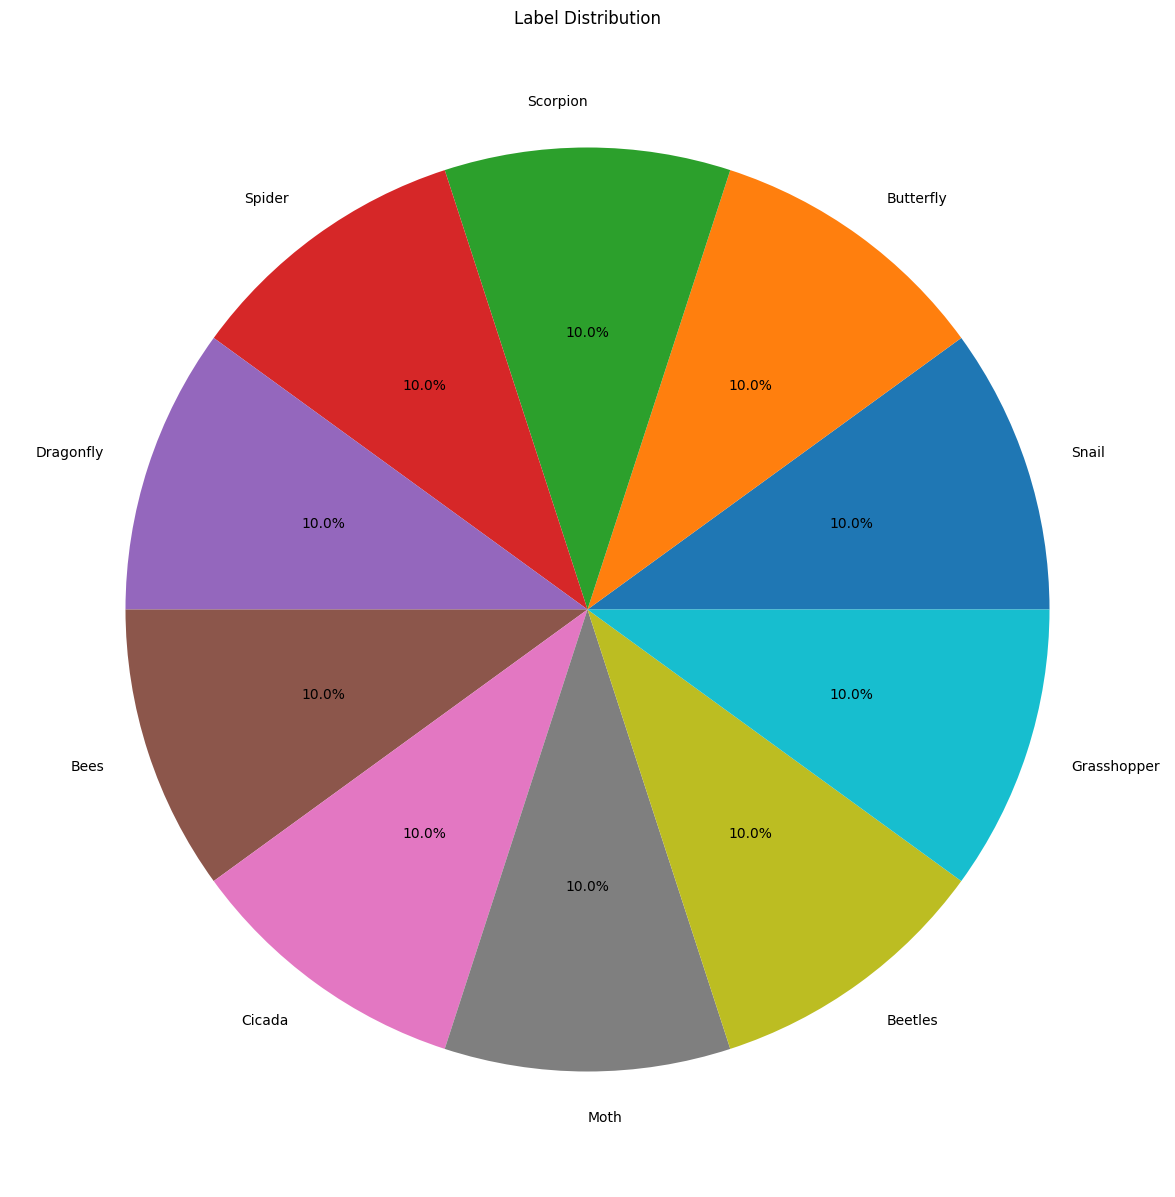 Label Distribution
Scorpion
Spider
Butterfly
10.0%
10.0%
10.0%
Dragonfly
Snail
10.0%
10.0%
10.0%
10.0%
Bees
Grasshopper
10.0%
10.0%
10.0%
Cicada
Beetles
Moth